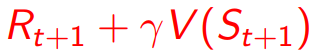 R_{t+1} + γV(S_{t+1})